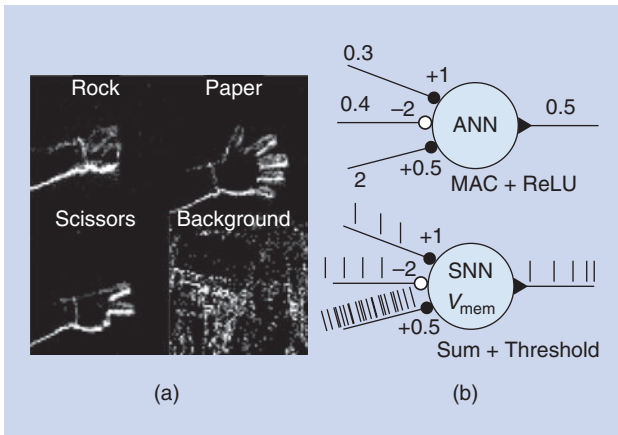 Rock Paper
Scissors Background
(a)
0.3
+1
0.4
−2
ANN
0.5
+0.5
2
MAC + ReLU
+1
−2
SNN
Vmem
+0.5
Sum + Threshold
(b)